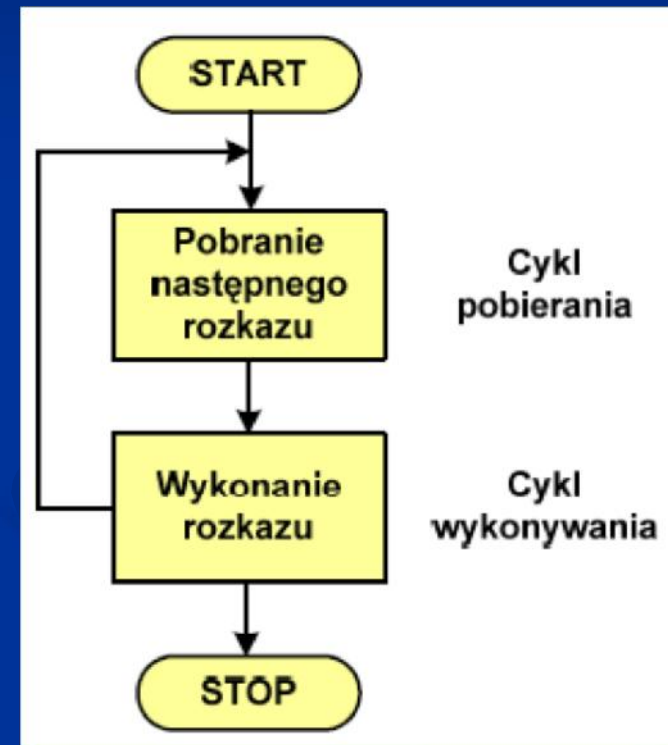 START
Pobranie
następnego
rozkazu
Cykl
pobierania
Wykonanie
rozkazu
Cykl
wykonywania
STOP